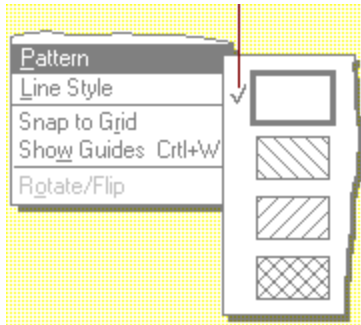 Pattern
Line Style
Snap to Grid
Show Guides Crtl+W
Rotate/Flip